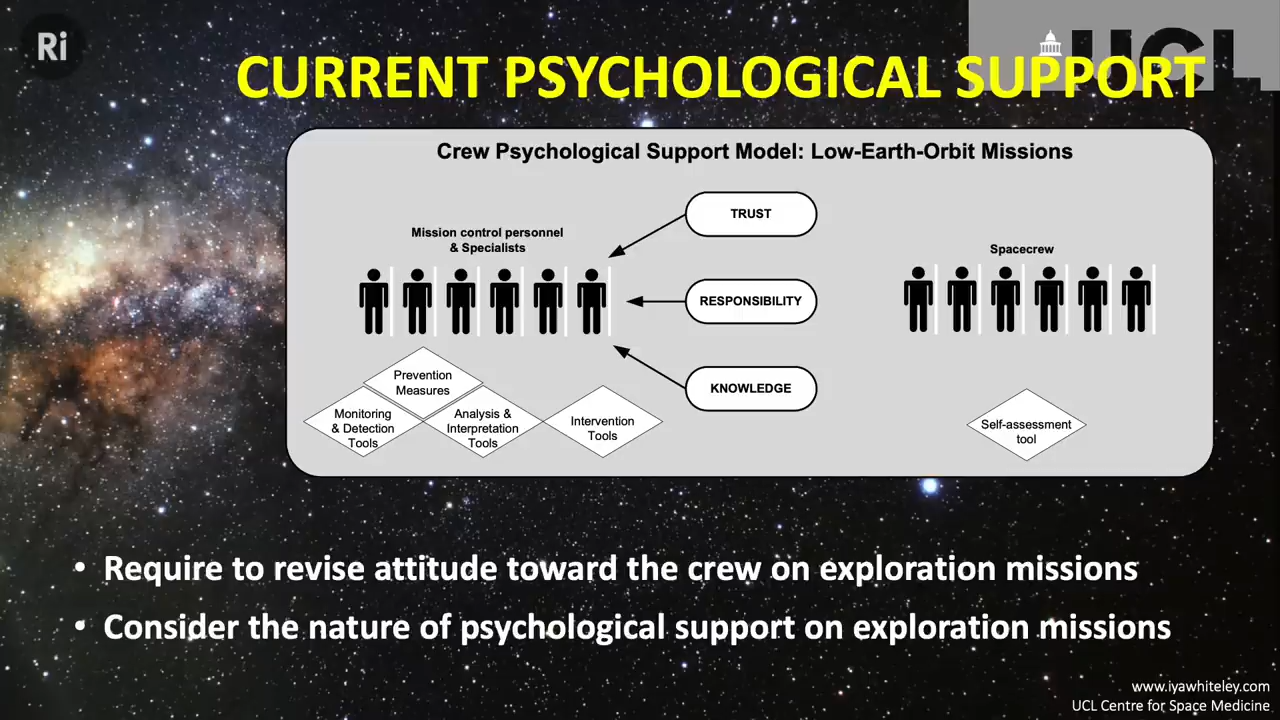 Ri
UCL
CURRENT PSYCHOLOGICAL SUPPORT
Crew Psychological Support Model: Low-Earth-Orbit Missions
Mission control personnel
& Specialists
TRUST
RESPONSIBILITY
KNOWLEDGE
Spacecrew
Prevention
Measures
Monitoring
& Detection
Tools
Analysis &
Interpretation
Tools
Intervention
Tools
Self-assessment
tool
• Require to revise attitude toward the crew on exploration missions
• Consider the nature of psychological support on exploration missions
www.iyawhiteley.com
UCL Centre for Space Medicine